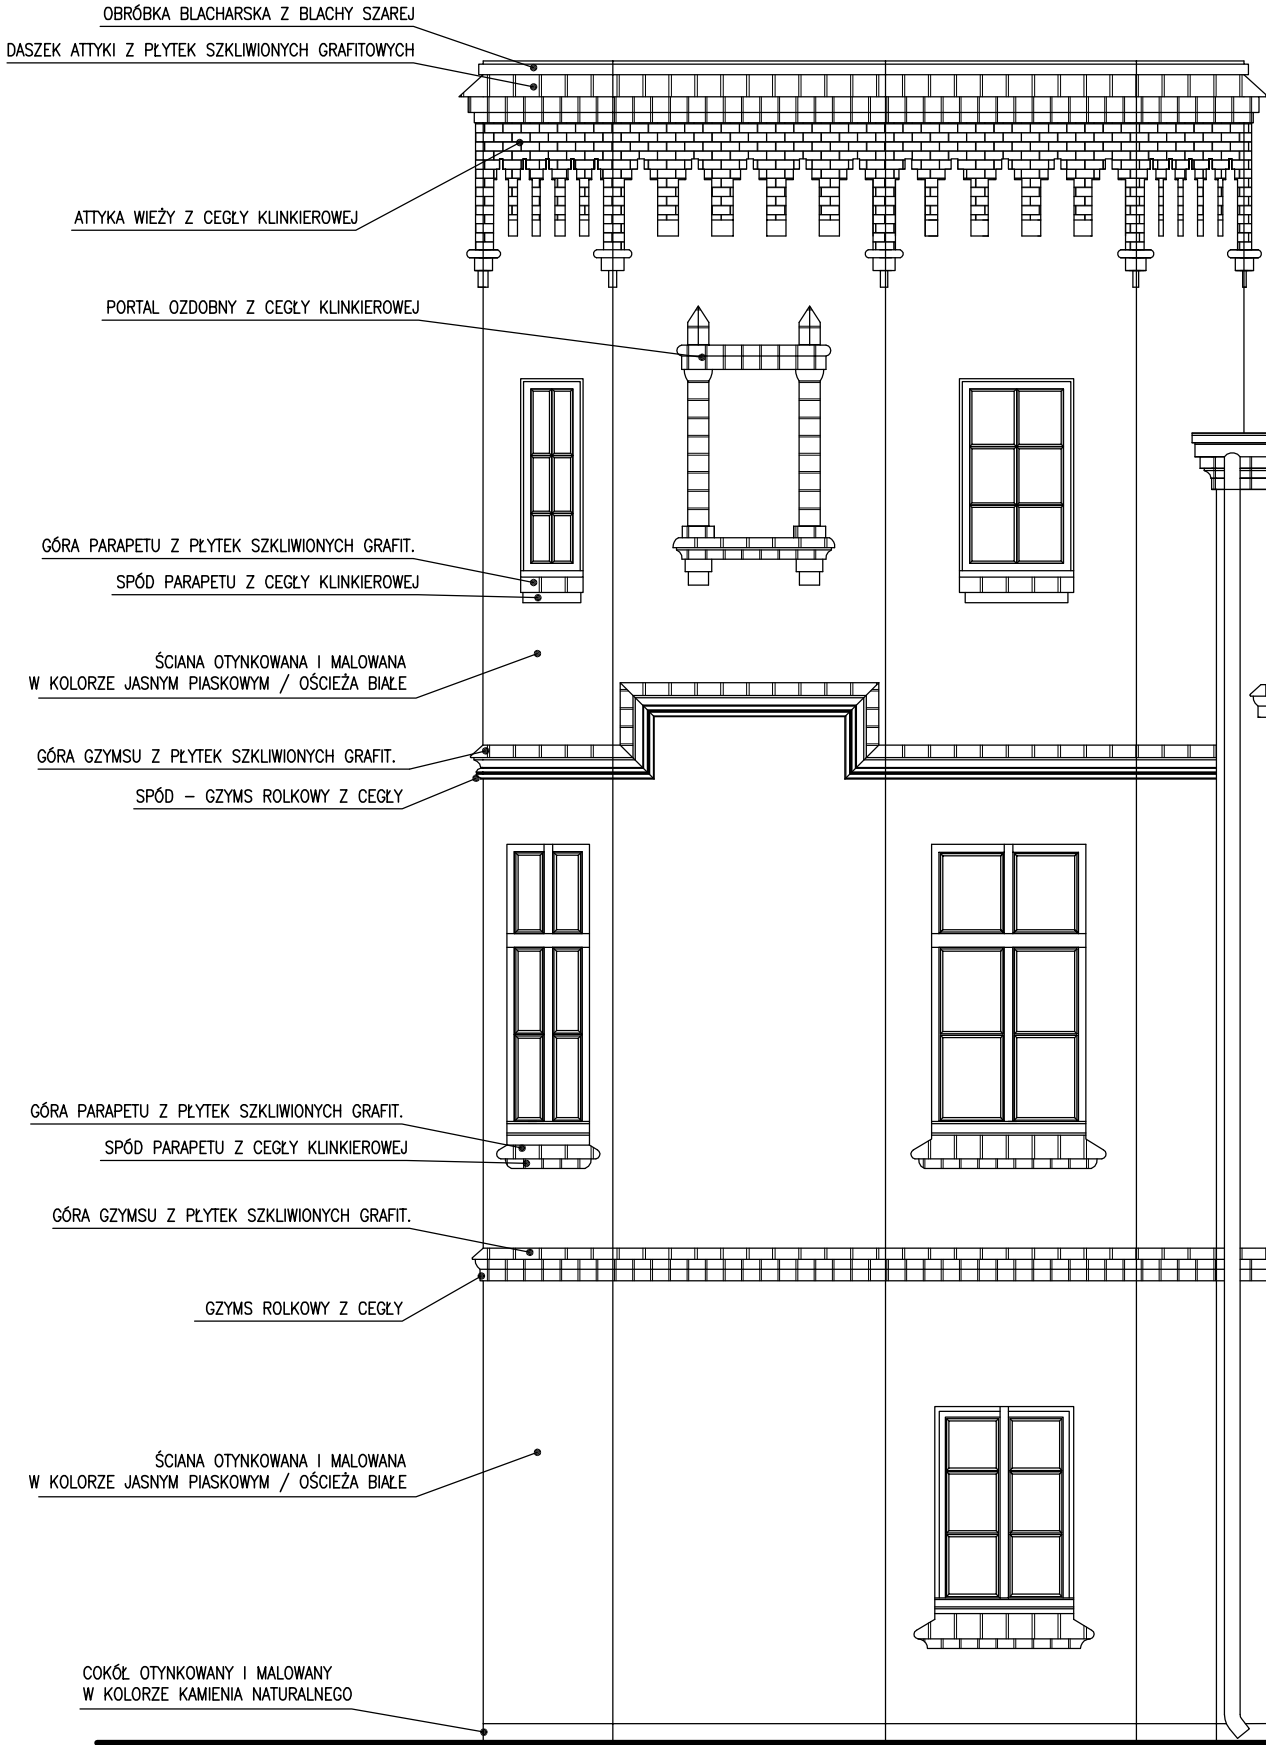 OBRÓBKA BLACHARSKA Z BLACHY SZAREJ
DASZEK ATTYKI Z PŁYTEK SZKLIWIONYCH GRAFITOWYCH
ATTYKA WIEŻY Z CEGŁY KLINKIEROWEJ
PORTAL OZDOBNY Z CEGŁY KLINKIEROWEJ
GÓRA PARAPETU Z PŁYTEK SZKLIWIONYCH GRAFIT.
SPÓD PARAPETU Z CEGŁY KLINKIEROWEJ
ŚCIANA OTYNKOWANA I MALOWANA
W KOLORZE JASNYM PIASKOWYM / OŚCIEŻA BIAŁE
GÓRA GZYMSU Z PŁYTEK SZKLIWIONYCH GRAFIT.
SPÓD – GZYMS ROLKOWY Z CEGŁY
GÓRA PARAPETU Z PŁYTEK SZKLIWIONYCH GRAFIT.
SPÓD PARAPETU Z CEGŁY KLINKIEROWEJ
GÓRA GZYMSU Z PŁYTEK SZKLIWIONYCH GRAFIT.
GZYMS ROLKOWY Z CEGŁY
ŚCIANA OTYNKOWANA I MALOWANA
W KOLORZE JASNYM PIASKOWYM / OŚCIEŻA BIAŁE
COKÓŁ OTYNKOWANY I MALOWANY
W KOLORZE KAMIENIA NATURALNEGO